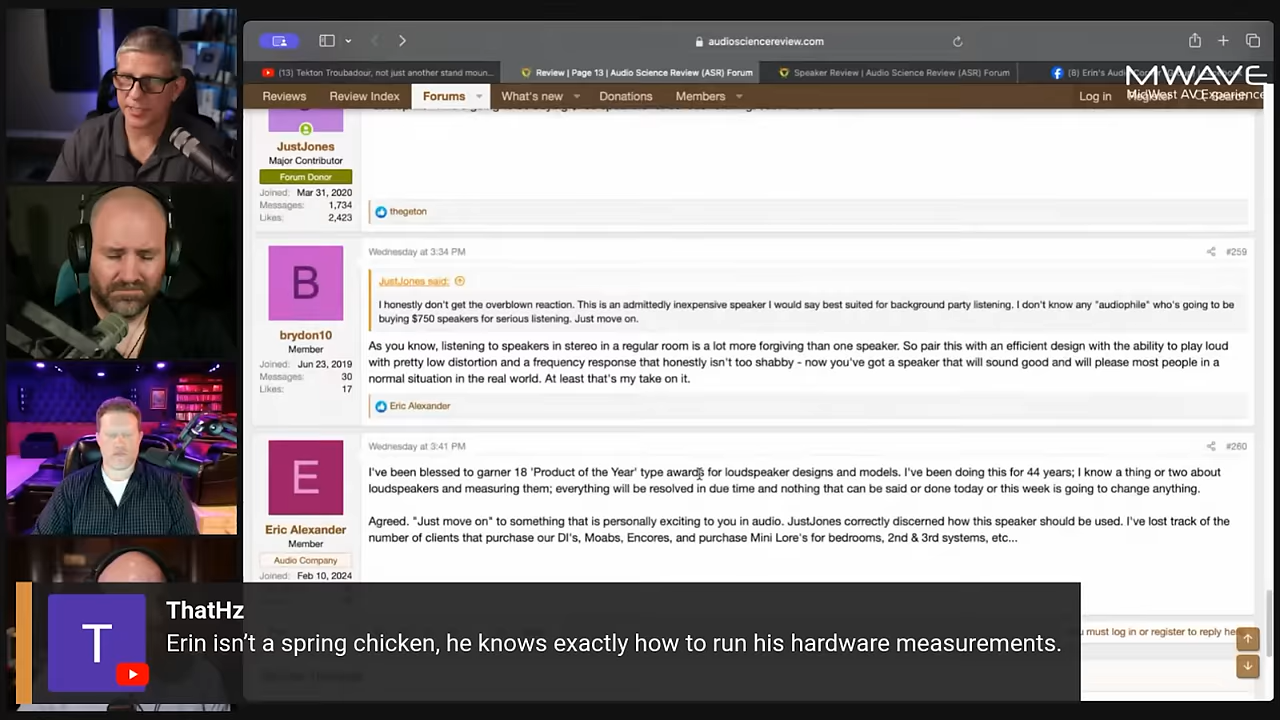 audiosciencereview.com
(13) Tekton Troubadour, not just another stand moun...
Review | Page 13 | Audio Science Review (ASR) Forum
Speaker Review | Audio Science Review (ASR) Forum
(8) Erin's Audio
MWAVE
MidWest AV Experience
Reviews
Review Index
Forums
What's new
Donations
Members
Log in
Register
Search
JustJones
Major Contributor
Forum Donor
Joined: Mar 31, 2020
Messages: 1,734
Likes: 2,423
thegeton
Wednesday at 3:34 PM
#259
B
brydon10
Member
Joined: Jun 23, 2019
Messages: 30
Likes: 17
JustJones said:
I honestly don't get the overblown reaction. This is an admittedly inexpensive speaker I would say best suited for background party listening. I don't know any "audiophile" who's going to be
buying $750 speakers for serious listening. Just move on.
As you know, listening to speakers in stereo in a regular room is a lot more forgiving than one speaker. So pair this with an efficient design with the ability to play loud
with pretty low distortion and a frequency response that honestly isn't too shabby - now you've got a speaker that will sound good and will please most people in a
normal situation in the real world. At least that's my take on it.
Eric Alexander
Wednesday at 3:41 PM
#260
E
Eric Alexander
Member
Audio Company
Joined: Feb 10, 2024
I've been blessed to garner 18 'Product of the Year' type awards for loudspeaker designs and models. I've been doing this for 44 years; I know a thing or two about
loudspeakers and measuring them; everything will be resolved in due time and nothing that can be said or done today or this week is going to change anything.
Agreed. "Just move on" to something that is personally exciting to you in audio. JustJones correctly discerned how this speaker should be used. I've lost track of the
number of clients that purchase our DI's, Moabs, Encores, and purchase Mini Lore's for bedrooms, 2nd & 3rd systems, etc...
must log in or register to reply
T
ThatHz
Erin isn’t a spring chicken, he knows exactly how to run his hardware measurements.